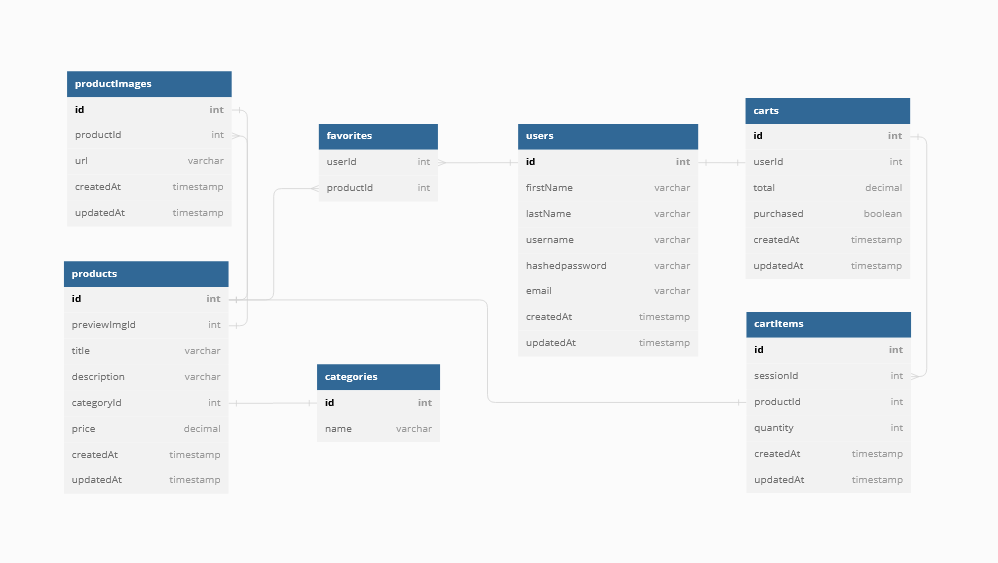 productImages
id int
productId int
url varchar
createdAt timestamp
updatedAt timestamp
products
id int
previewImgId int
title varchar
description varchar
categoryId int
price decimal
createdAt timestamp
updatedAt timestamp
favorites
userId int
productId int
categories
id int
name varchar
users
id int
firstName varchar
lastName varchar
username varchar
hashedpassword varchar
email varchar
createdAt timestamp
updatedAt timestamp
carts
id int
userId int
total decimal
purchased boolean
createdAt timestamp
updatedAt timestamp
cartItems
id int
sessionId int
productId int
quantity int
createdAt timestamp
updatedAt timestamp